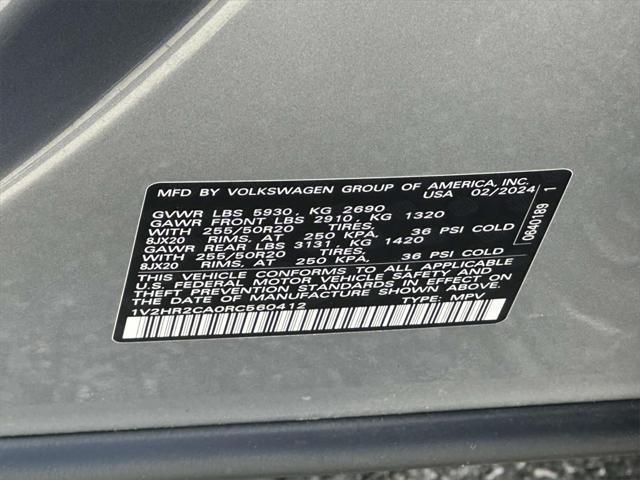 MFD BY VOLKSWAGEN GROUP OF AMERICA, INC.
USA 02/2024
GVWR LBS 5930, KG 2690
GAWR FRONT LBS 2910, KG 1320
WITH 255/50R20 TIRES,
8JX20 RIMS, AT 250 KPA, 36 PSI COLD
GAWR REAR LBS 3131 KG 1420
WITH 255/50R20 TIRES,
8JX20 RIMS, AT 250 KPA, 36 PSI COLD
THIS VEHICLE CONFORMS TO ALL APPLICABLE
U.S. FEDERAL MOTOR VEHICLE SAFETY AND
THEFT PREVENTION STANDARDS IN EFFECT ON
THE DATE OF MANUFACTURE SHOWN ABOVE.
1V2HR2CA0RC560412 TYPE: MPV
0940189 1